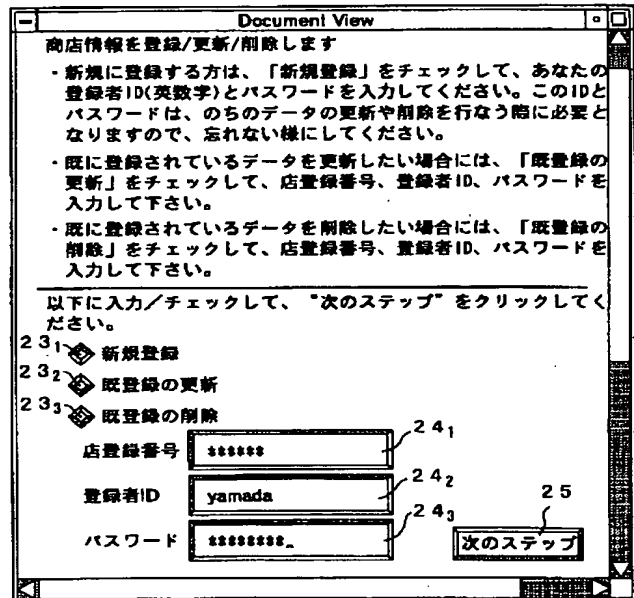 Document View
商店情報を登録/更新/削除します
・新規に登録する方は、「新規登録」をチェックして、あなたの
登録者ID(英数字)とパスワードを入力してください。このIDと
パスワードは、のちのデータの更新や削除を行なう際に必要と
なりますので、忘れない様にしてください。
・既に登録されているデータを更新したい場合には、「既登録の
更新」をチェックして、店登録番号、登録者ID、パスワードを
入力して下さい。
・既に登録されているデータを削除したい場合には、「既登録の
削除」をチェックして、店登録番号、登録者ID、パスワードを
入力して下さい。
以下に入力／チェックして、"次のステップ"をクリックしてく
ださい。
23₁ 新規登録
23₂ 既登録の更新
23₃ 既登録の削除
店登録番号 ****** 24₁
登録者ID yamada 24₂
パスワード ********_ 24₃
25
次のステップ